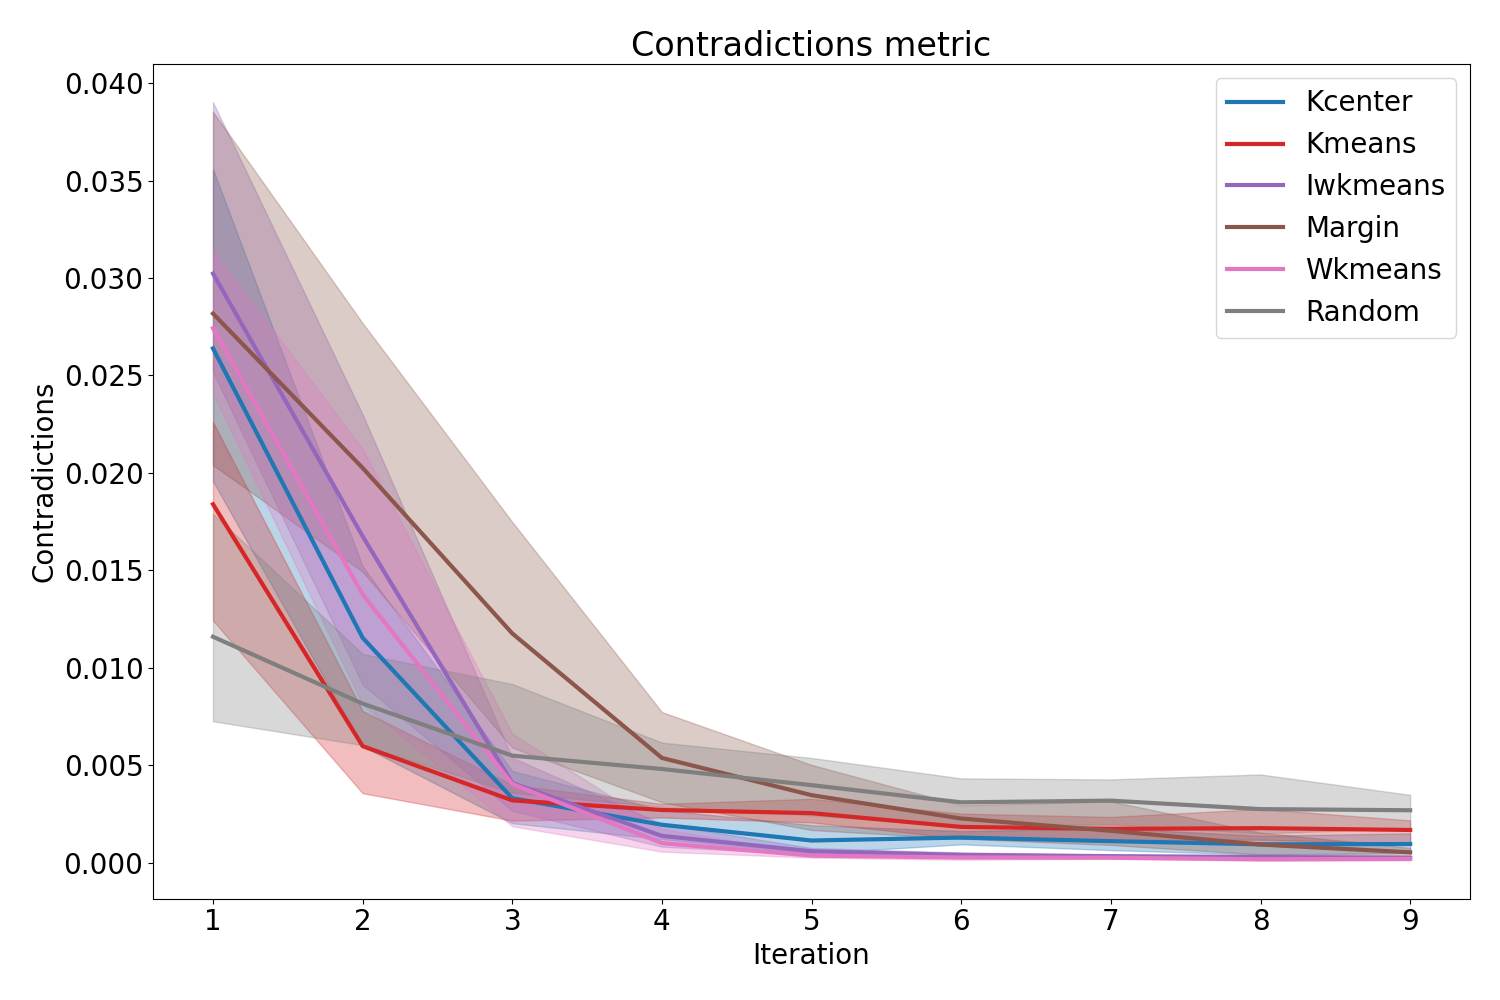 Contradictions metric
0.040
0.035
0.030
0.025
0.020
0.015
0.010
0.005
0.000
Contradictions
1 2 3 4 5 6 7 8 9
Iteration
Kcenter
Kmeans
Iwkmeans
Margin
Wkmeans
Random